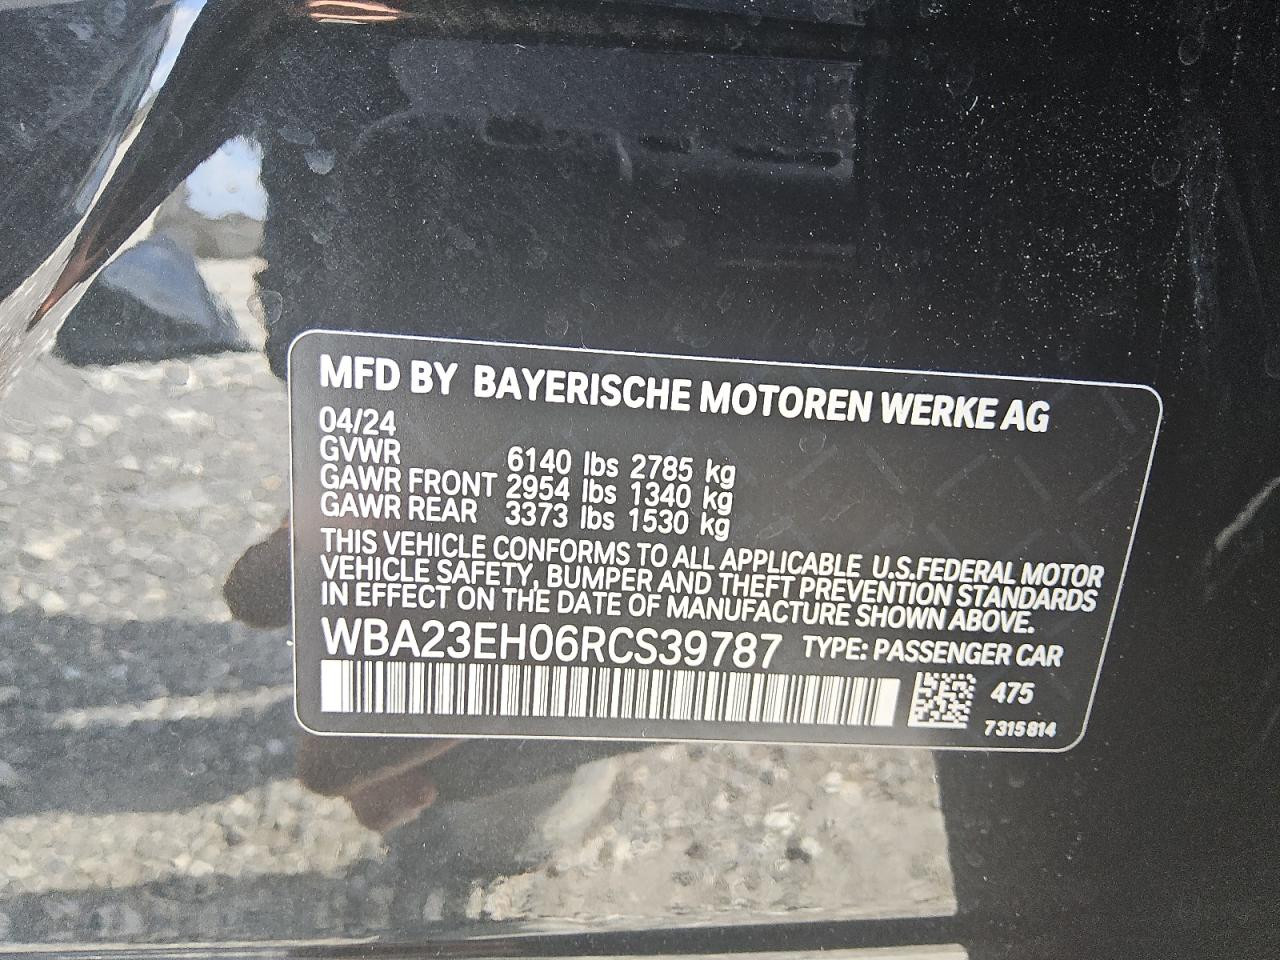 MFD BY BAYERISCHE MOTOREN WERKE AG
04/24
GVWR 6140 lbs 2785 kg
GAWR FRONT 2954 lbs 1340 kg
GAWR REAR 3373 lbs 1530 kg
THIS VEHICLE CONFORMS TO ALL APPLICABLE U.S.FEDERAL MOTOR
VEHICLE SAFETY, BUMPER AND THEFT PREVENTION STANDARDS
IN EFFECT ON THE DATE OF MANUFACTURE SHOWN ABOVE.
WBA23EH06RCS39787 TYPE: PASSENGER CAR
475
7315814